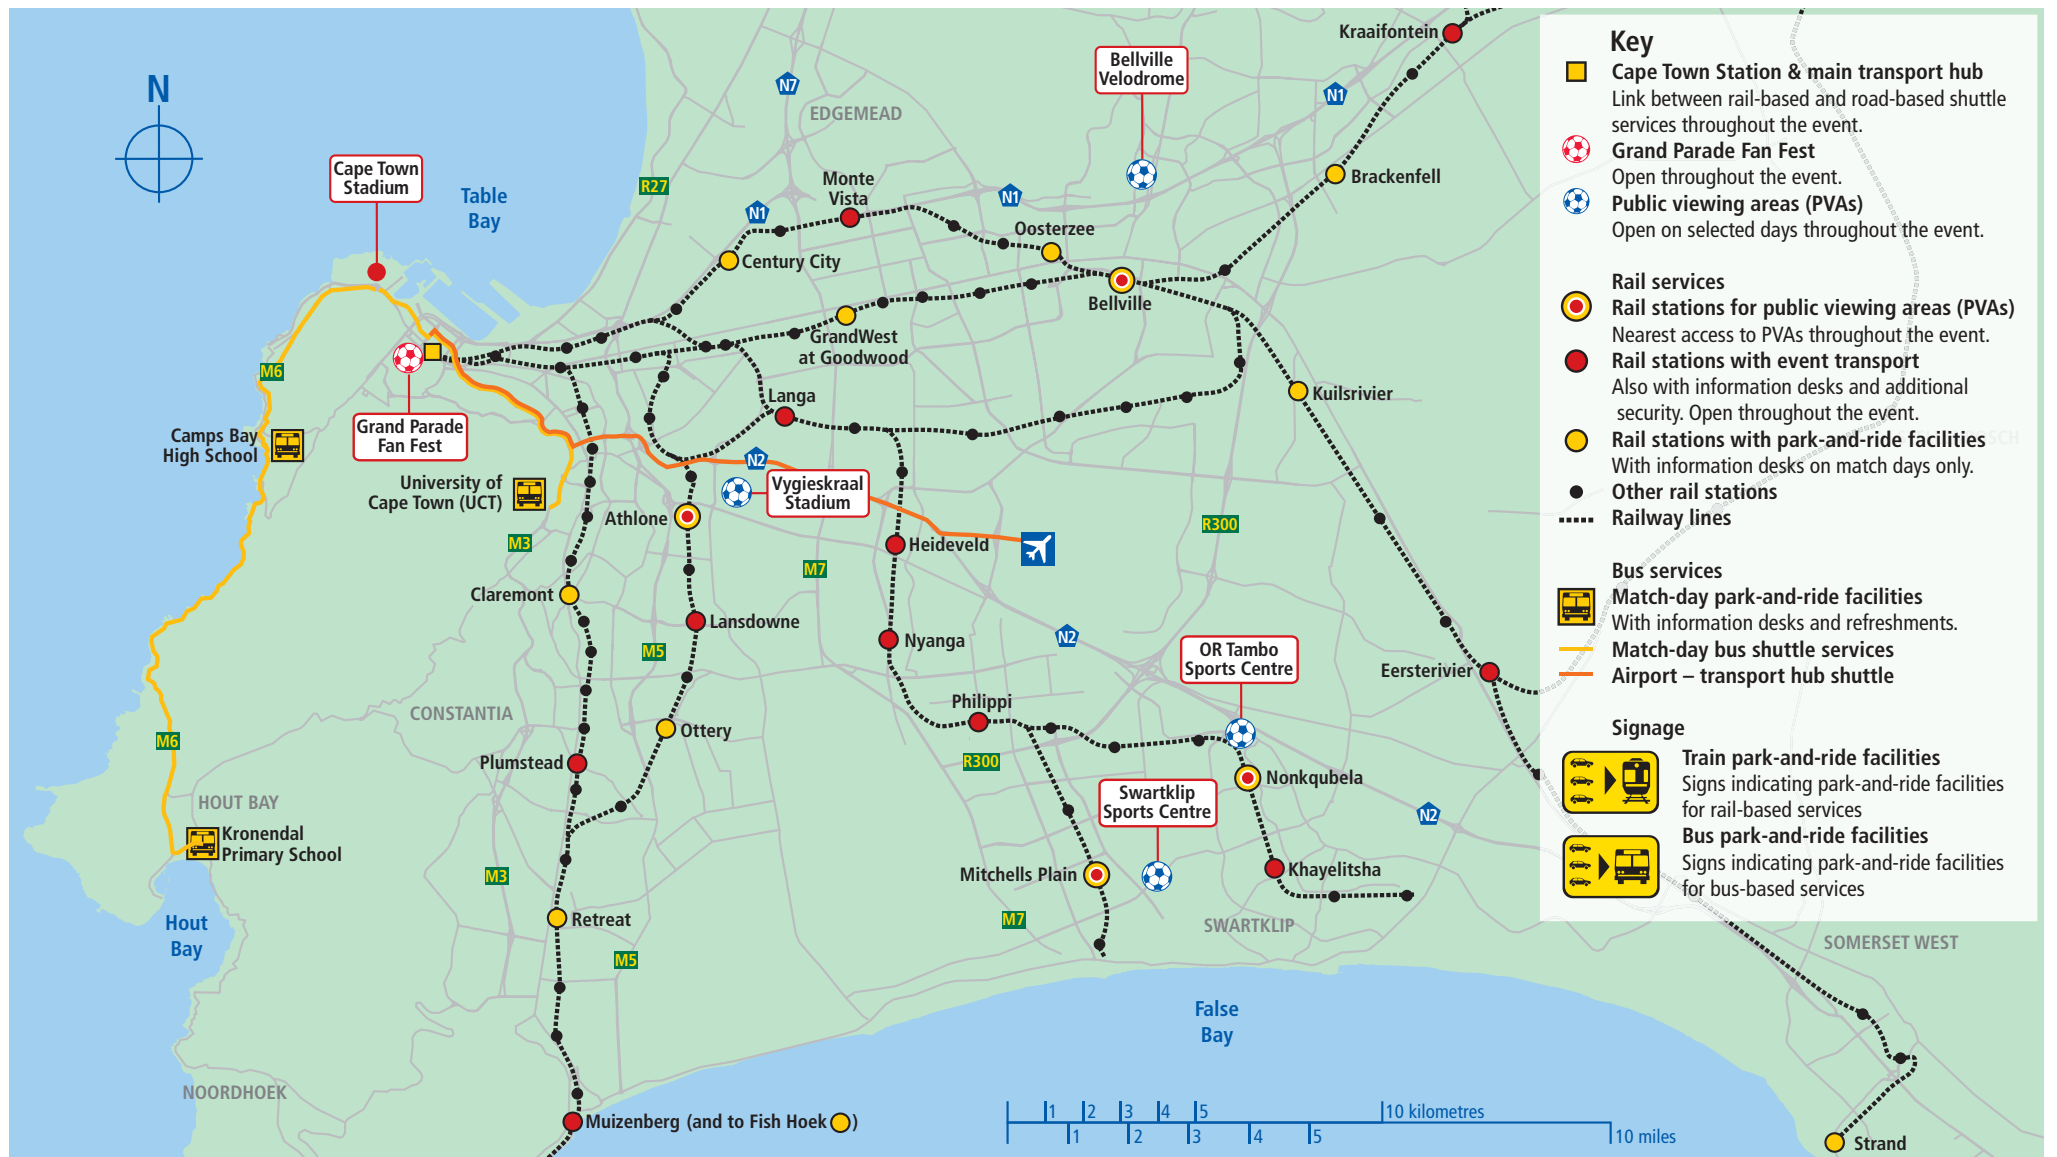 Kraaifontein
Bellville
Velodrome
N7
N1
EDGEMEAD
N
Cape Town
Stadium
Table
Bay
R27
Monte
Vista
N1
N1
Brackenfell
Oosterzee
Century City
Bellville
GrandWest
at Goodwood
M6
Grand Parade
Fan Fest
Langa
Kuilsrivier
Camps Bay
High School
N2
University of
Cape Town (UCT)
Vygieskraal
Stadium
Athlone
R300
M3
Heideveld
M7
Claremont
Lansdowne
Nyanga
N2
M5
OR Tambo
Sports Centre
Eersterivier
Philippi
CONSTANTIA
Ottery
M6
R300
Plumstead
Nonkqubela
HOUT BAY
Swartklip
Sports Centre
N2
Kronendal
Primary School
M3
Mitchells Plain
Khayelitsha
Retreat
M7
SWARTKLIP
Hout
Bay
M5
SOMERSET WEST
False
Bay
NOORDHOEK
Muizenberg (and to Fish Hoek )
1 2 3 4 5 10 kilometres
1 2 3 4 5 10 miles
Strand
Key
Cape Town Station & main transport hub
Link between rail-based and road-based shuttle
services throughout the event.
Grand Parade Fan Fest
Open throughout the event.
Public viewing areas (PVAs)
Open on selected days throughout the event.
Rail services
Rail stations for public viewing areas (PVAs)
Nearest access to PVAs throughout the event.
Rail stations with event transport
Also with information desks and additional
security. Open throughout the event.
Rail stations with park-and-ride facilities
With information desks on match days only.
Other rail stations
Railway lines
Bus services
Match-day park-and-ride facilities
With information desks and refreshments.
Match-day bus shuttle services
Airport – transport hub shuttle
Signage
Train park-and-ride facilities
Signs indicating park-and-ride facilities
for rail-based services
Bus park-and-ride facilities
Signs indicating park-and-ride facilities
for bus-based services